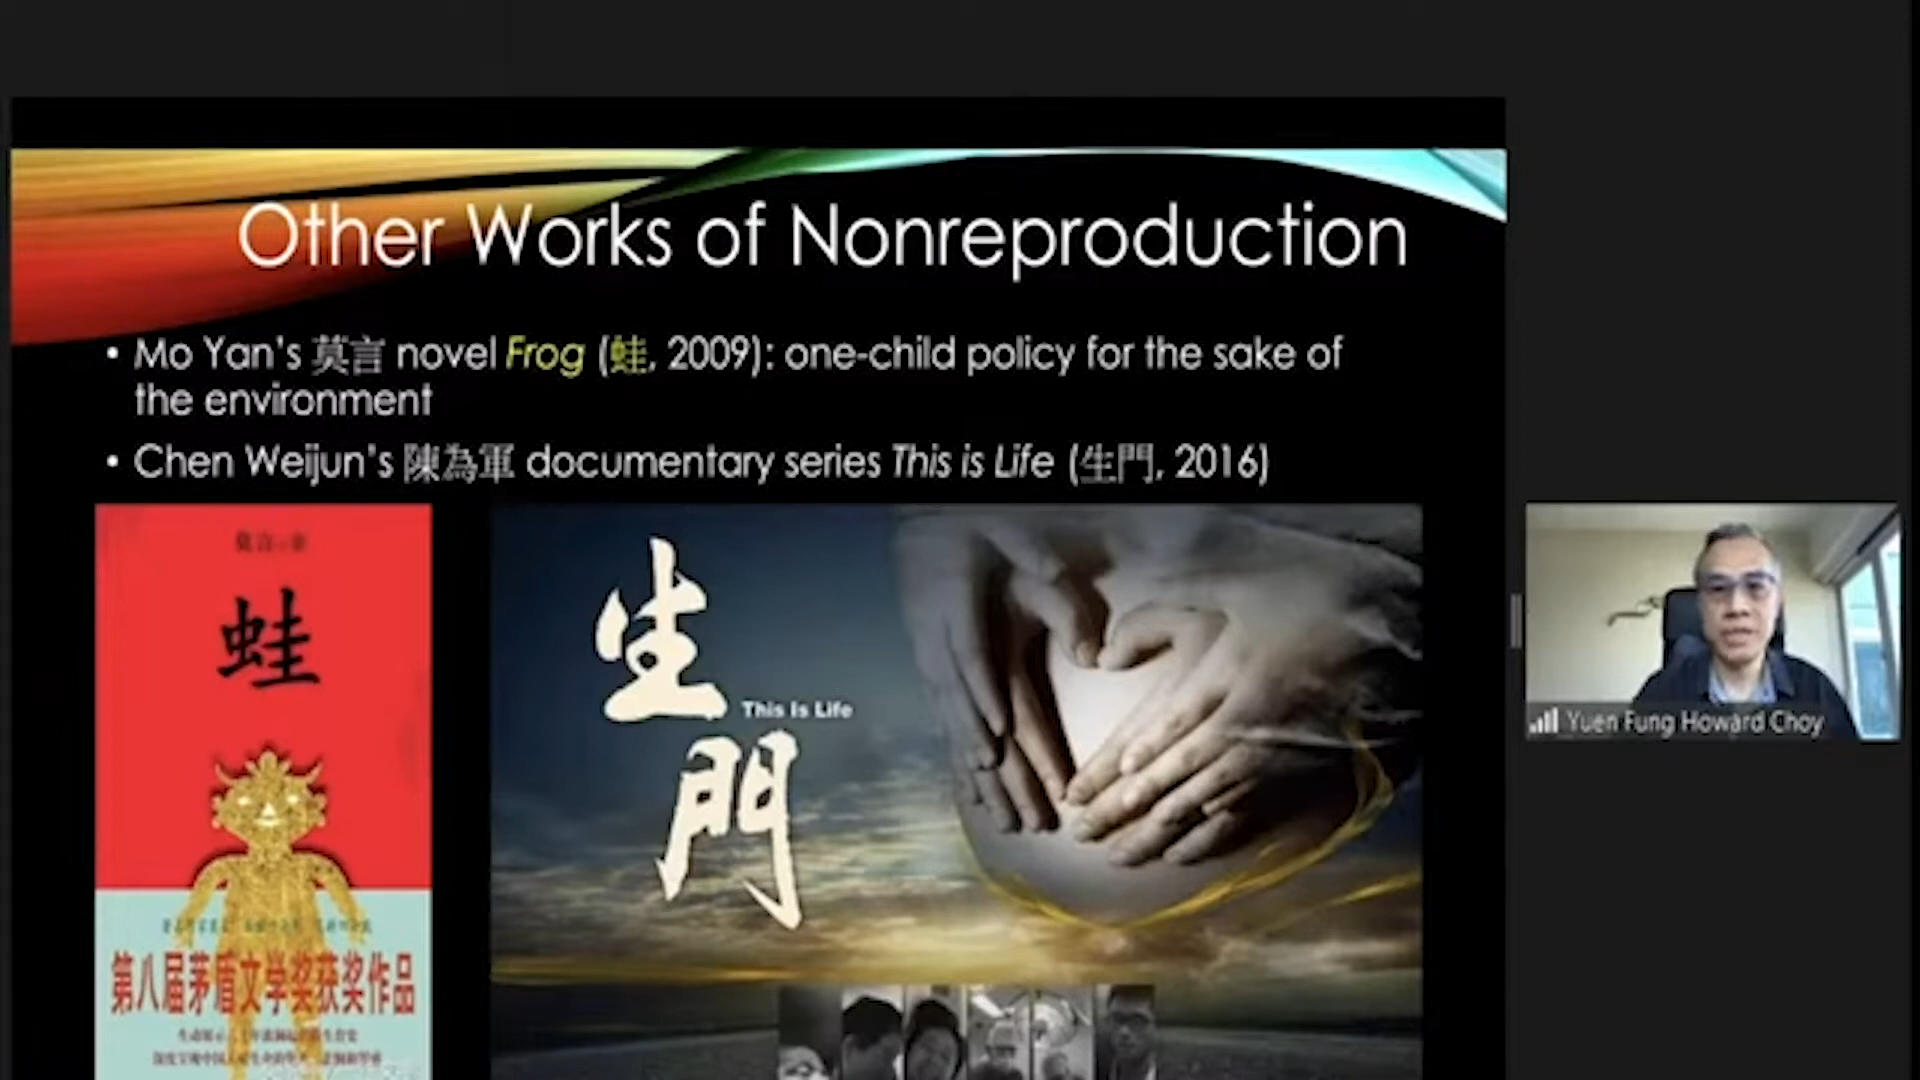 Other Works of Nonreproduction
• Mo Yan's 莫言 novel Frog (蛙, 2009): one-child policy for the sake of
the environment
• Chen Weijun's 陳為軍 documentary series This is Life (生門, 2016)
蛙
第八届茅盾文学奖获奖作品
生
This Is Life
門
Yuen Fung Howard Choy